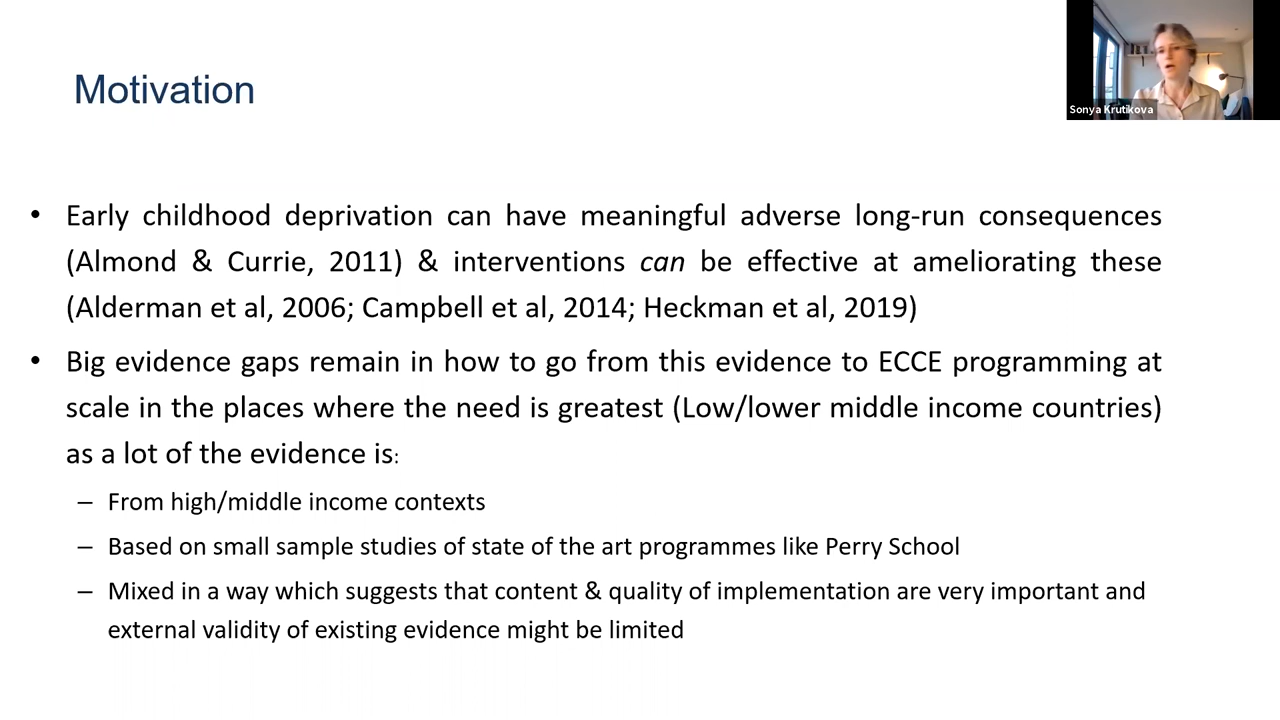 Motivation
Sonya Krutikova
• Early childhood deprivation can have meaningful adverse long-run consequences
(Almond & Currie, 2011) & interventions can be effective at ameliorating these
(Alderman et al, 2006; Campbell et al, 2014; Heckman et al, 2019)
• Big evidence gaps remain in how to go from this evidence to ECCE programming at
scale in the places where the need is greatest (Low/lower middle income countries)
as a lot of the evidence is:
– From high/middle income contexts
– Based on small sample studies of state of the art programmes like Perry School
– Mixed in a way which suggests that content & quality of implementation are very important and
external validity of existing evidence might be limited